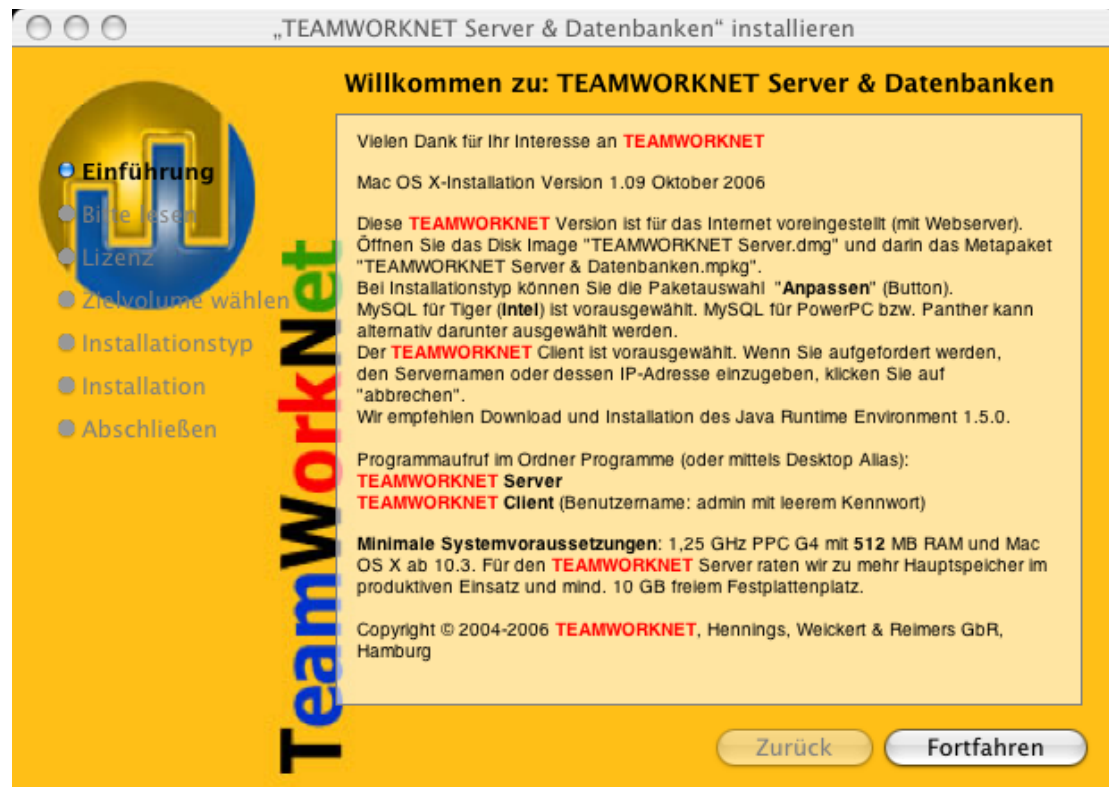 „TEAMWORKNET Server & Datenbanken“ installieren
Willkommen zu: TEAMWORKNET Server & Datenbanken
Einführung
Bitte lesen
Lizenz
Zielvolume wählen
Installationstyp
Installation
Abschließen
TeamWorkNet
Vielen Dank für Ihr Interesse an TEAMWORKNET
Mac OS X-Installation Version 1.09 Oktober 2006
Diese TEAMWORKNET Version ist für das Internet voreingestellt (mit Webserver).
Öffnen Sie das Disk Image "TEAMWORKNET Server.dmg" und darin das Metapaket
"TEAMWORKNET Server & Datenbanken.mpkg".
Bei Installationstyp können Sie die Paketauswahl "Anpassen" (Button).
MySQL für Tiger (Intel) ist vorausgewählt. MySQL für PowerPC bzw. Panther kann
alternativ darunter ausgewählt werden.
Der TEAMWORKNET Client ist vorausgewählt. Wenn Sie aufgefordert werden,
den Servernamen oder dessen IP-Adresse einzugeben, klicken Sie auf
"abbrechen".
Wir empfehlen Download und Installation des Java Runtime Environment 1.5.0.
Programmaufruf im Ordner Programme (oder mittels Desktop Alias):
TEAMWORKNET Server
TEAMWORKNET Client (Benutzername: admin mit leerem Kennwort)
Minimale Systemvoraussetzungen: 1,25 GHz PPC G4 mit 512 MB RAM und Mac
OS X ab 10.3. Für den TEAMWORKNET Server raten wir zu mehr Hauptspeicher im
produktiven Einsatz und mind. 10 GB freiem Festplattenplatz.
Copyright © 2004-2006 TEAMWORKNET, Hennings, Weickert & Reimers GbR,
Hamburg
Zurück
Fortfahren